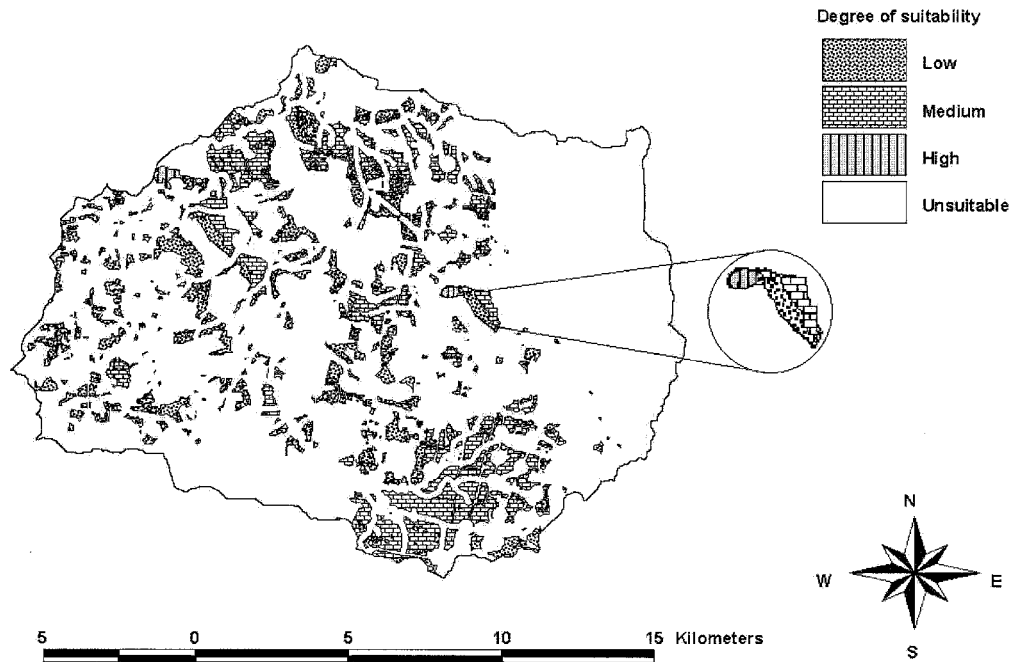 Degree of suitability
Low
Medium
High
Unsuitable
N
W E
S
5 0 5 10 15 Kilometers